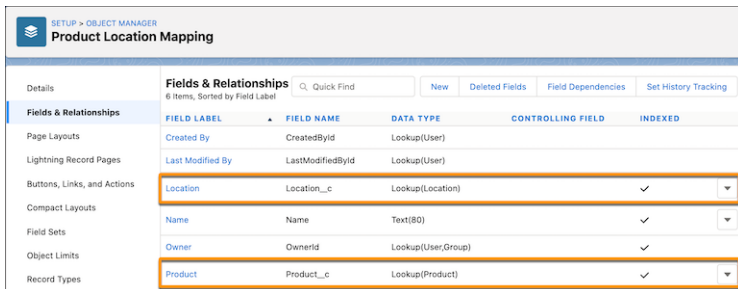 SETUP > OBJECT MANAGER
Product Location Mapping
Details
Fields & Relationships
Page Layouts
Lightning Record Pages
Buttons, Links, and Actions
Compact Layouts
Field Sets
Object Limits
Record Types
Fields & Relationships
6 Items, Sorted by Field Label
Quick Find
New
Deleted Fields
Field Dependencies
Set History Tracking
FIELD LABEL FIELD NAME DATA TYPE CONTROLLING FIELD INDEXED
Created By CreatedById Lookup(User)
Last Modified By LastModifiedById Lookup(User)
Location Location__c Lookup(Location)
Name Name Text(80)
Owner OwnerId Lookup(User,Group)
Product Product__c Lookup(Product)